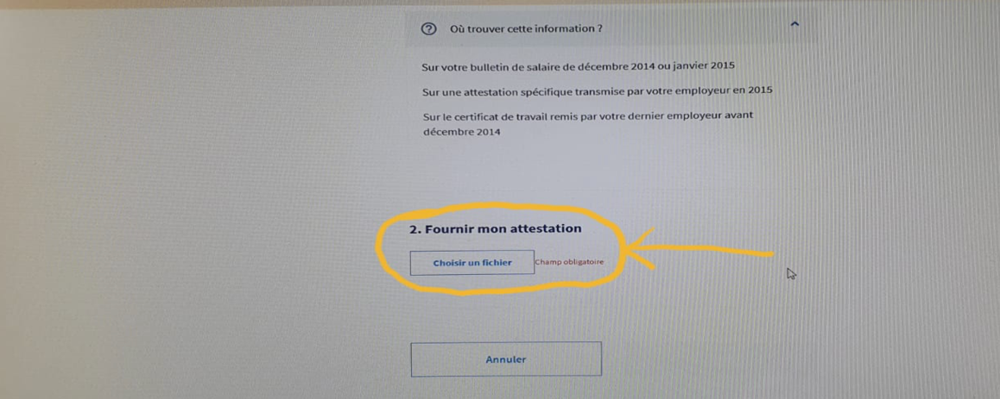 Où trouver cette information ?
Sur votre bulletin de salaire de décembre 2014 ou janvier 2015
Sur une attestation spécifique transmise par votre employeur en 2015
Sur le certificat de travail remis par votre dernier employeur avant
décembre 2014
2. Fournir mon attestation
Choisir un fichier Champ obligatoire
Annuler